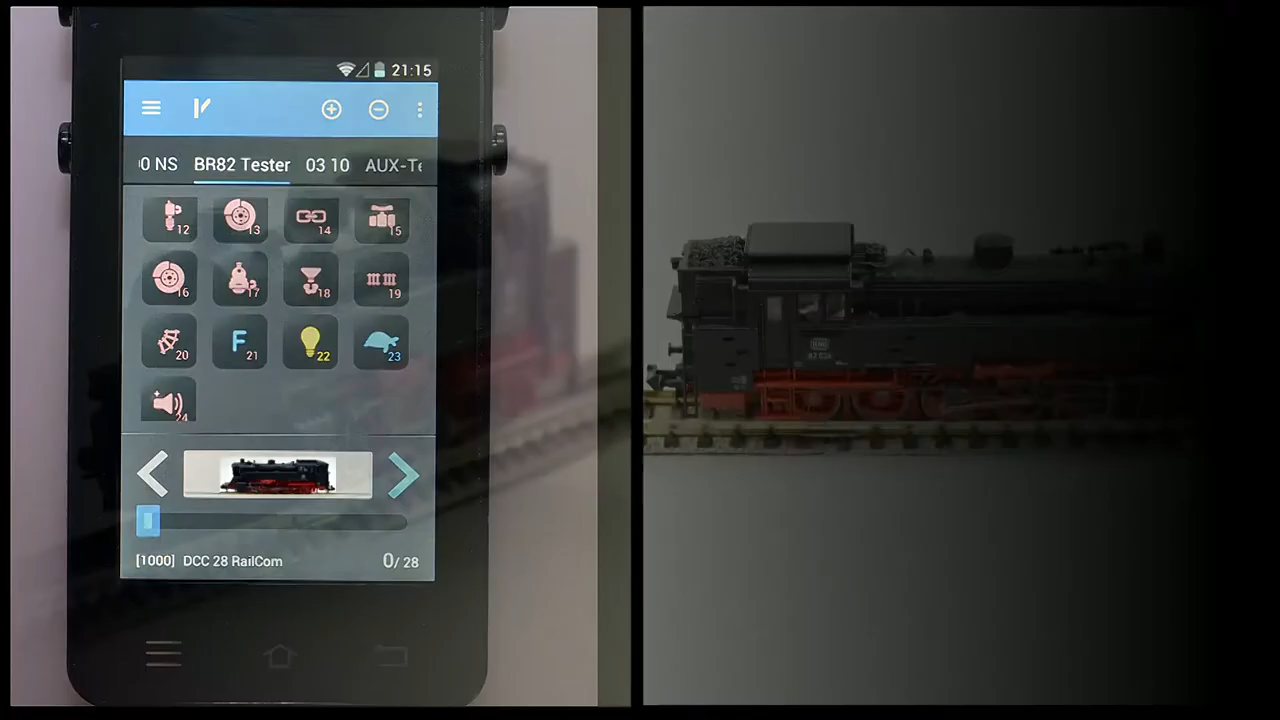 21:15
0 NS BR82 Tester 03 10 AUX-Te
12 13 14 15
16 17 18 19
20 F 21 22 23
24
[1000] DCC 28 RailCom 0/ 28